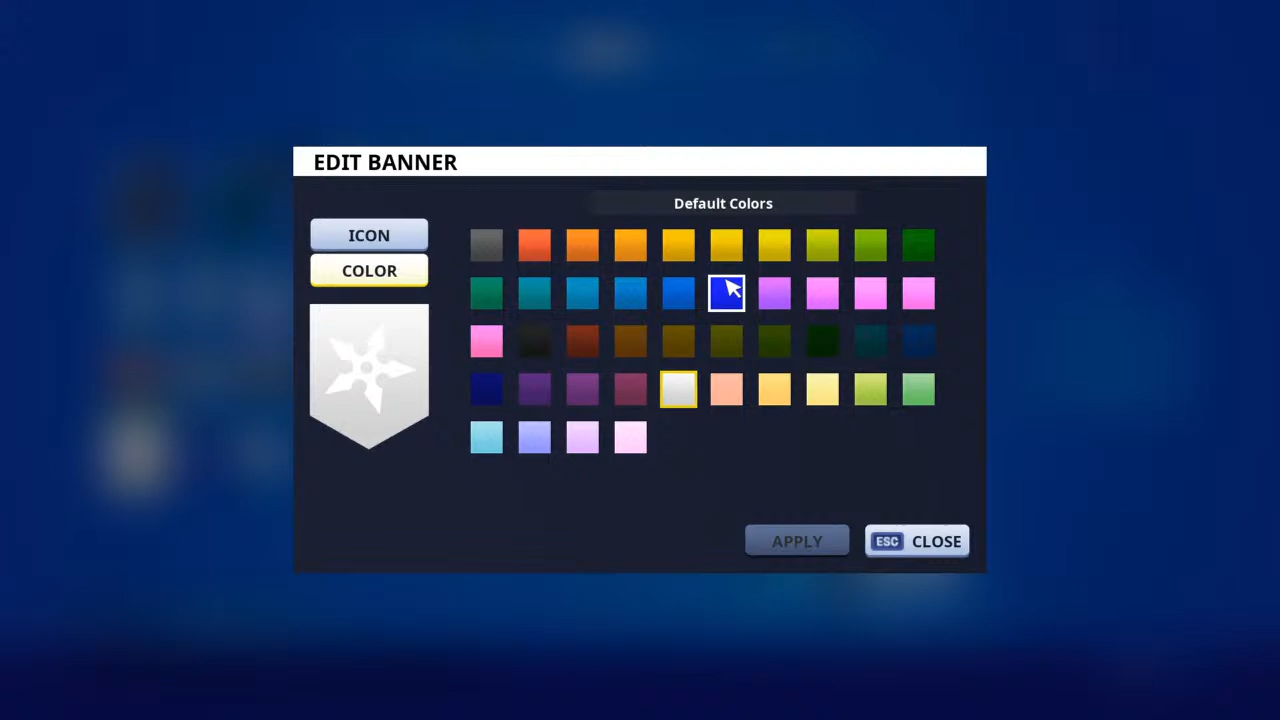 EDIT BANNER
Default Colors
ICON
COLOR
APPLY
ESC CLOSE